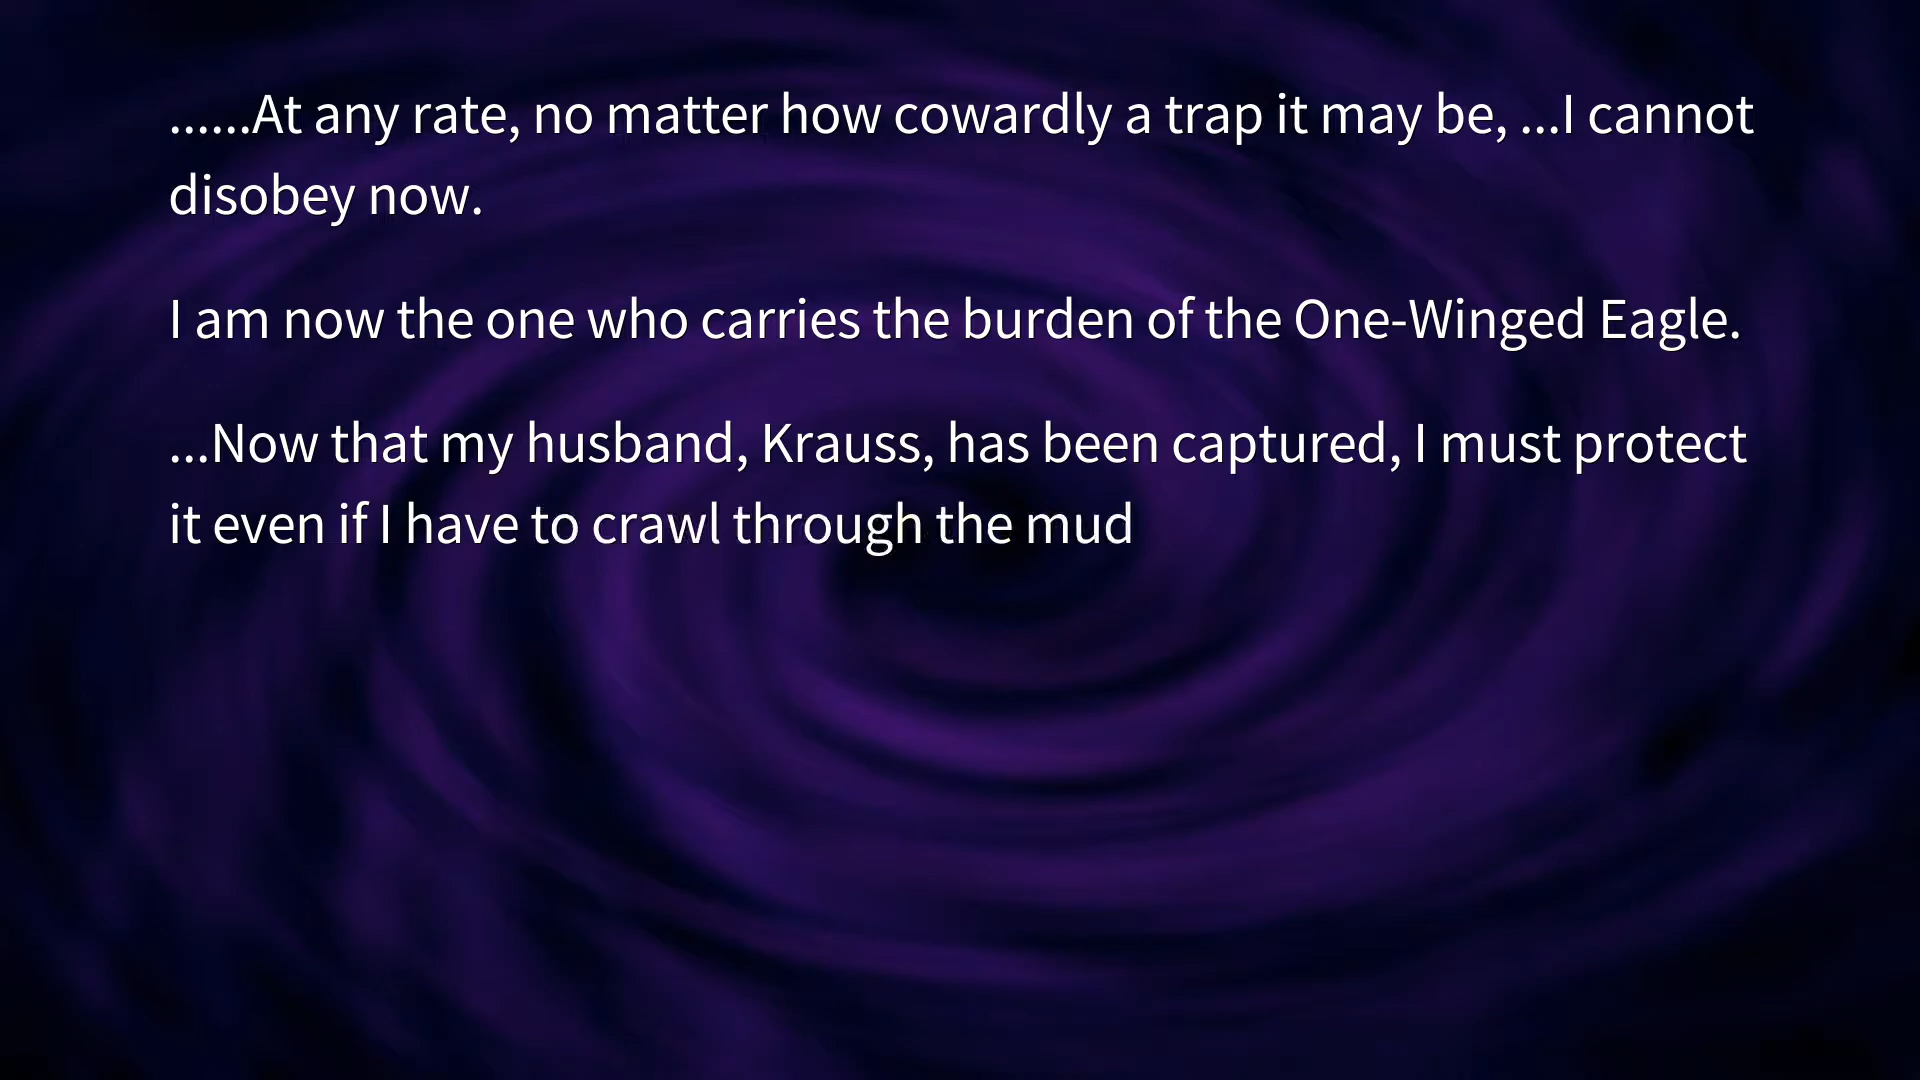 ......At any rate, no matter how cowardly a trap it may be, ...I cannot
disobey now.
I am now the one who carries the burden of the One-Winged Eagle.
...Now that my husband, Krauss, has been captured, I must protect
it even if I have to crawl through the mud